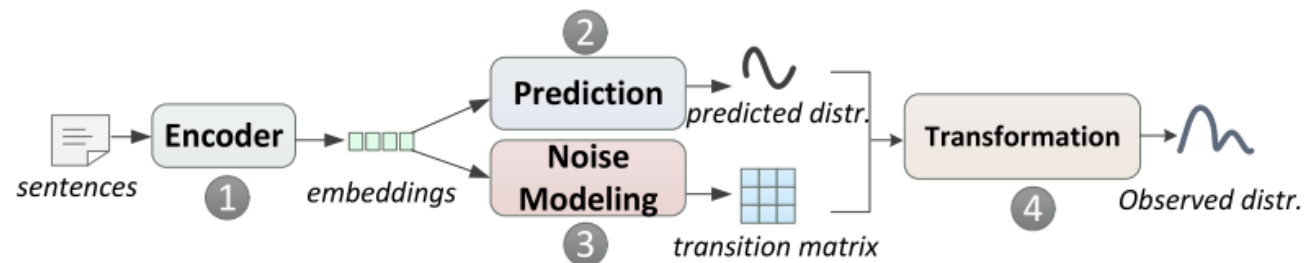 2
Prediction
predicted distr.
Encoder
sentences
1
embeddings
Noise
Modeling
3
transition matrix
Transformation
4
Observed distr.